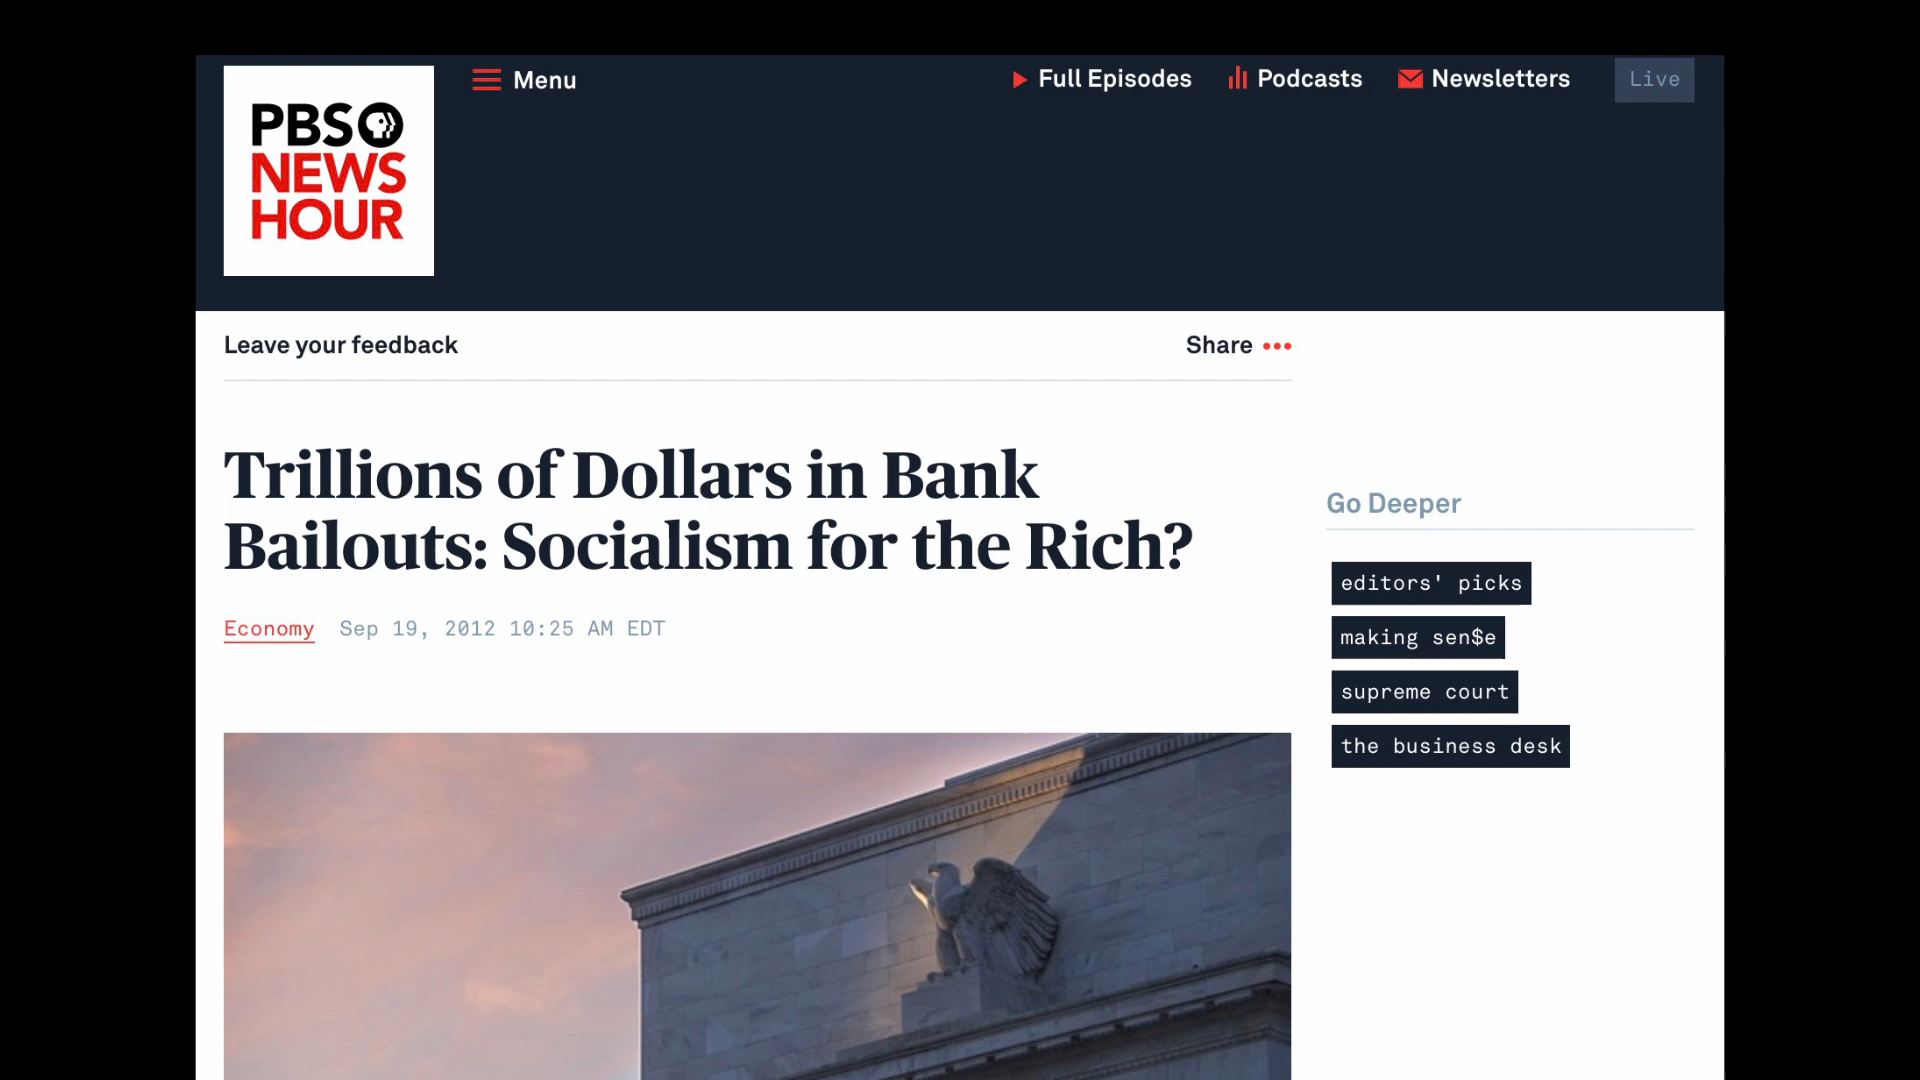 PBS
NEWS
HOUR
Menu
Full Episodes
Podcasts
Newsletters
Live
Leave your feedback
Share
Trillions of Dollars in Bank
Bailouts: Socialism for the Rich?
Economy Sep 19, 2012 10:25 AM EDT
Go Deeper
editors' picks
making sen$e
supreme court
the business desk